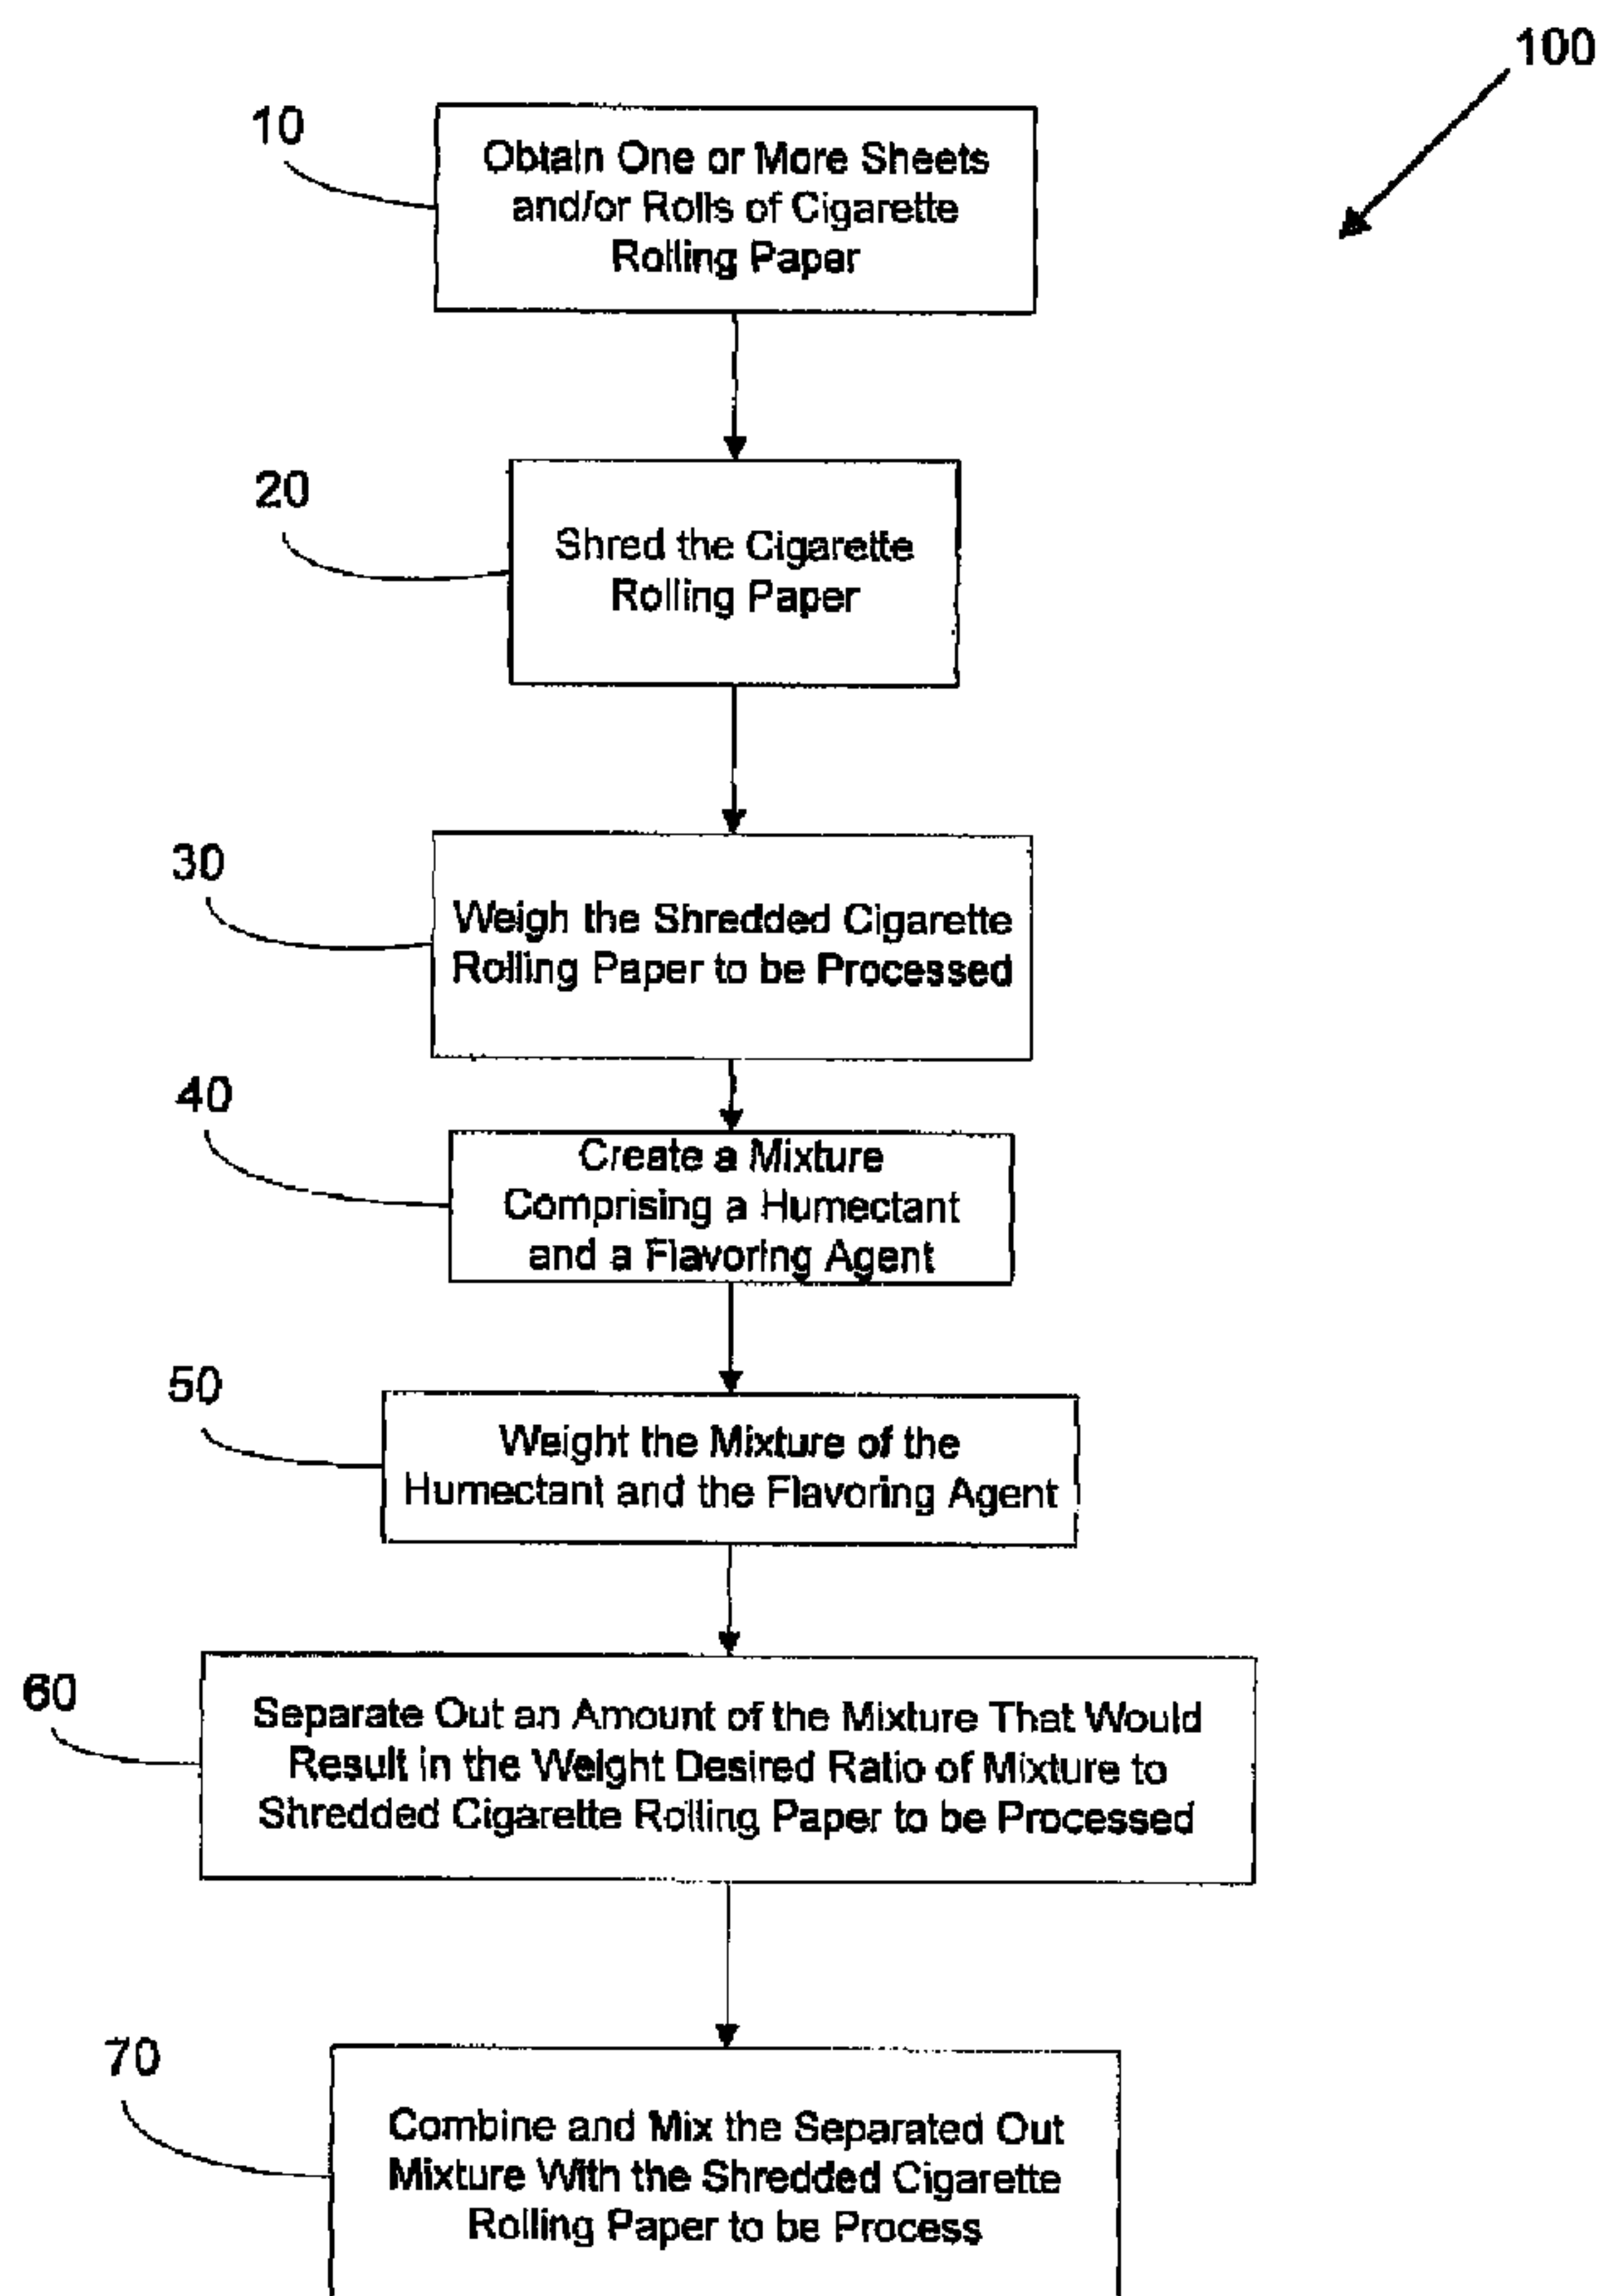 100
10
Obtain One or More Sheets
and/or Rolls of Cigarette
Rolling Paper
20
Shred the Cigarette
Rolling Paper
30
Weigh the Shredded Cigarette
Rolling Paper to be Processed
40
Create a Mixture
Comprising a Humectant
and a Flavoring Agent
50
Weight the Mixture of the
Humectant and the Flavoring Agent
60
Separate Out an Amount of the Mixture That Would
Result in the Weight Desired Ratio of Mixture to
Shredded Cigarette Rolling Paper to be Processed
70
Combine and Mix the Separated Out
Mixture With the Shredded Cigarette
Rolling Paper to be Process